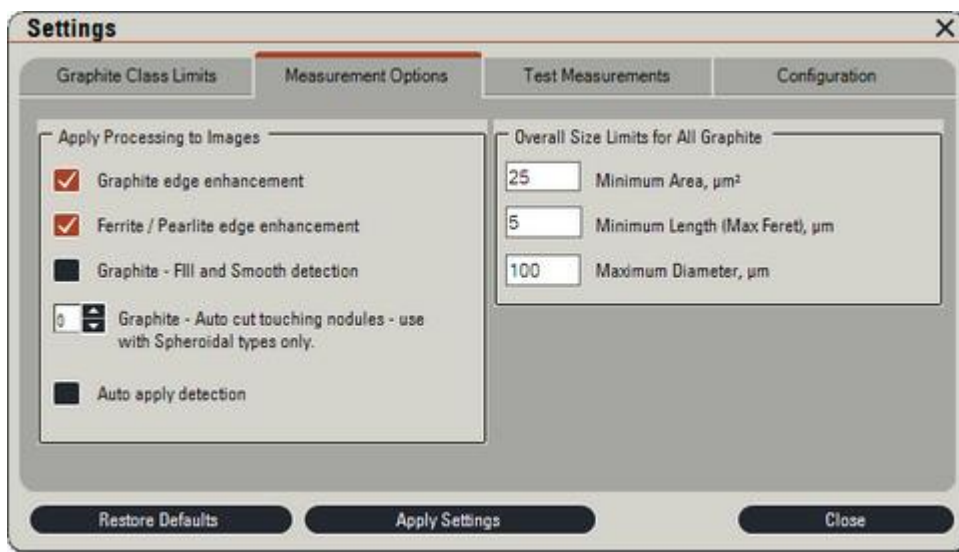 Settings
Graphite Class Limits
Measurement Options
Test Measurements
Configuration
Apply Processing to Images
Graphite edge enhancement
Ferrite / Pearlite edge enhancement
Graphite - FIll and Smooth detection
0
Graphite - Auto cut touching nodules - use
with Spheroidal types only.
Auto apply detection
Overall Size Limits for All Graphite
25 Minimum Area, µm²
5 Minimum Length (Max Feret), µm
100 Maximum Diameter, µm
Restore Defaults
Apply Settings
Close